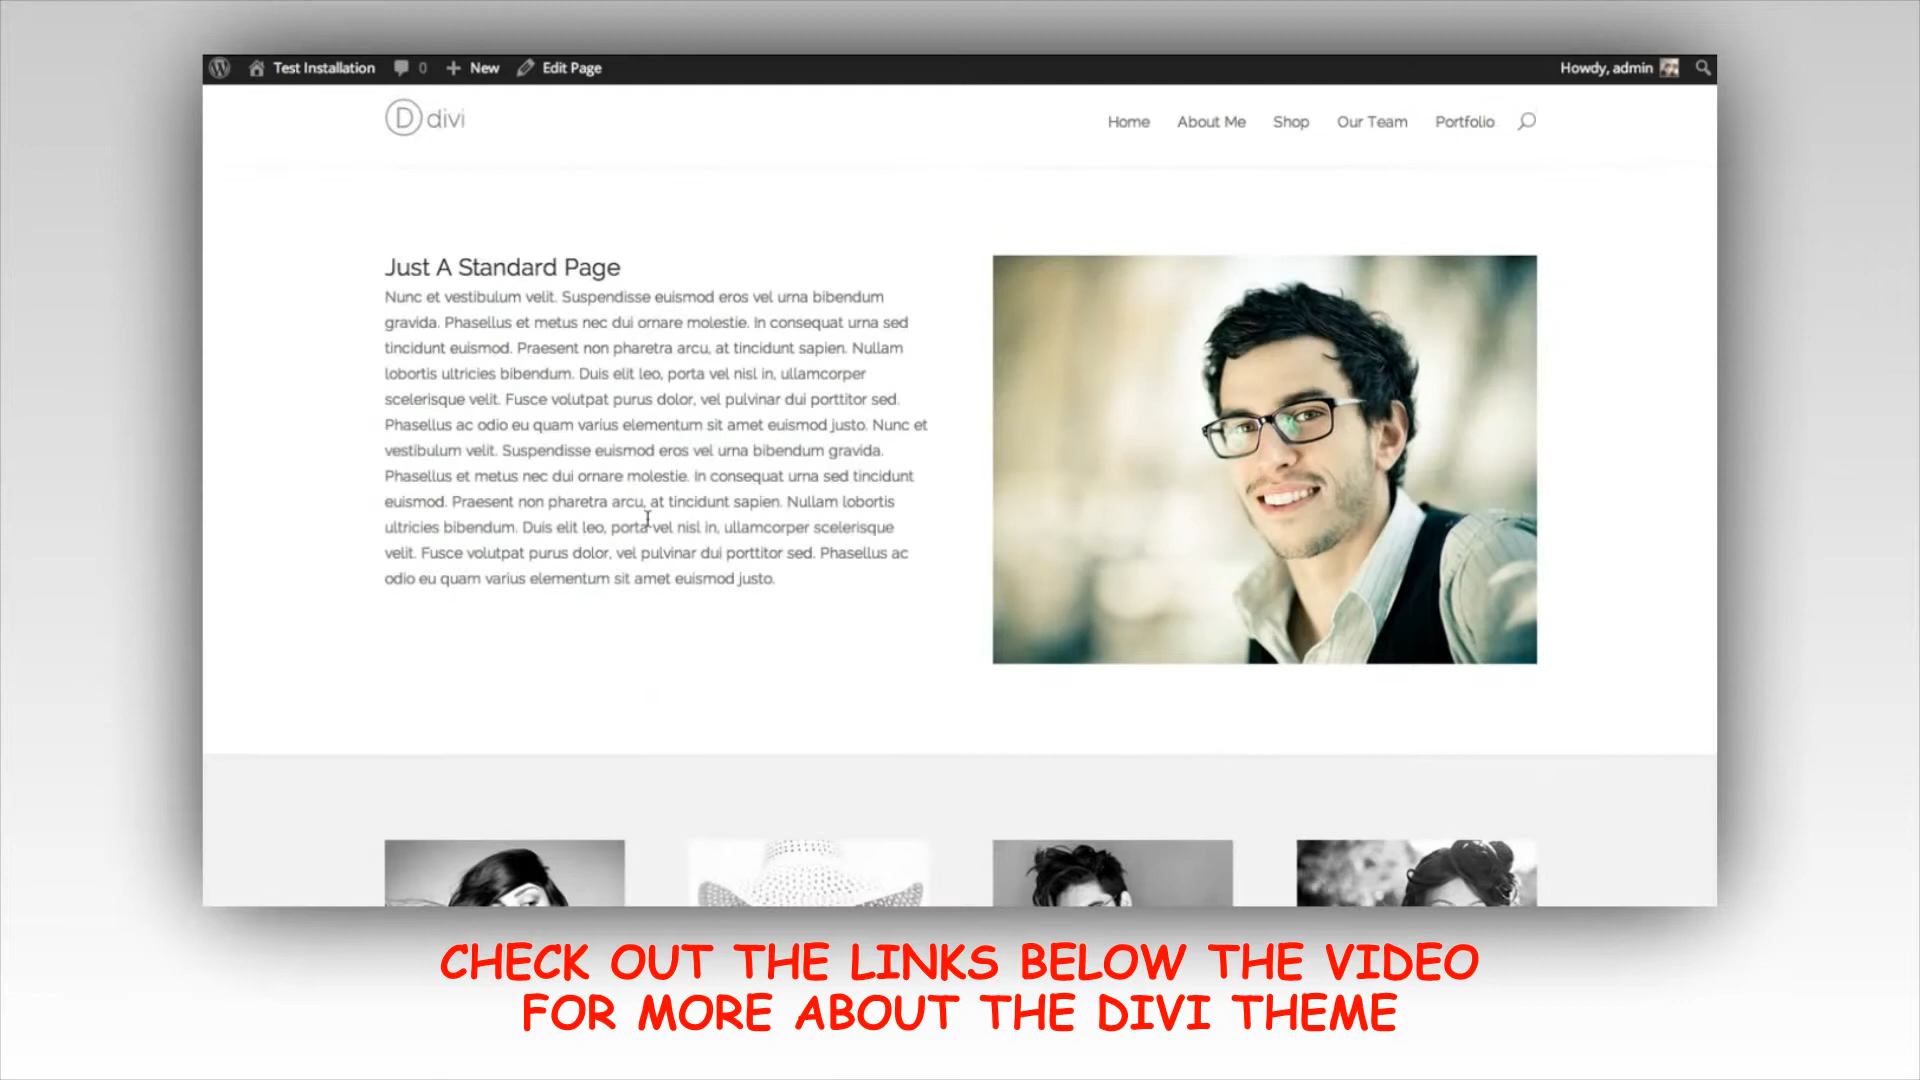 Test Installation 0 New Edit Page Howdy, admin
D divi Home About Me Shop Our Team Portfolio
Just A Standard Page
Nunc et vestibulum velit. Suspendisse euismod eros vel urna bibendum
gravida. Phasellus et metus nec dui ornare molestie. In consequat urna sed
tincidunt euismod. Praesent non pharetra arcu, at tincidunt sapien. Nullam
lobortis ultricies bibendum. Duis elit leo, porta vel nisl in, ullamcorper
scelerisque velit. Fusce volutpat purus dolor, vel pulvinar dui porttitor sed.
Phasellus ac odio eu quam varius elementum sit amet euismod justo. Nunc et
vestibulum velit. Suspendisse euismod eros vel urna bibendum gravida.
Phasellus et metus nec dui ornare molestie. In consequat urna sed tincidunt
euismod. Praesent non pharetra arcu, at tincidunt sapien. Nullam lobortis
ultricies bibendum. Duis elit leo, porta vel nisl in, ullamcorper scelerisque
velit. Fusce volutpat purus dolor, vel pulvinar dui porttitor sed. Phasellus ac
odio eu quam varius elementum sit amet euismod justo.
CHECK OUT THE LINKS BELOW THE VIDEO
FOR MORE ABOUT THE DIVI THEME